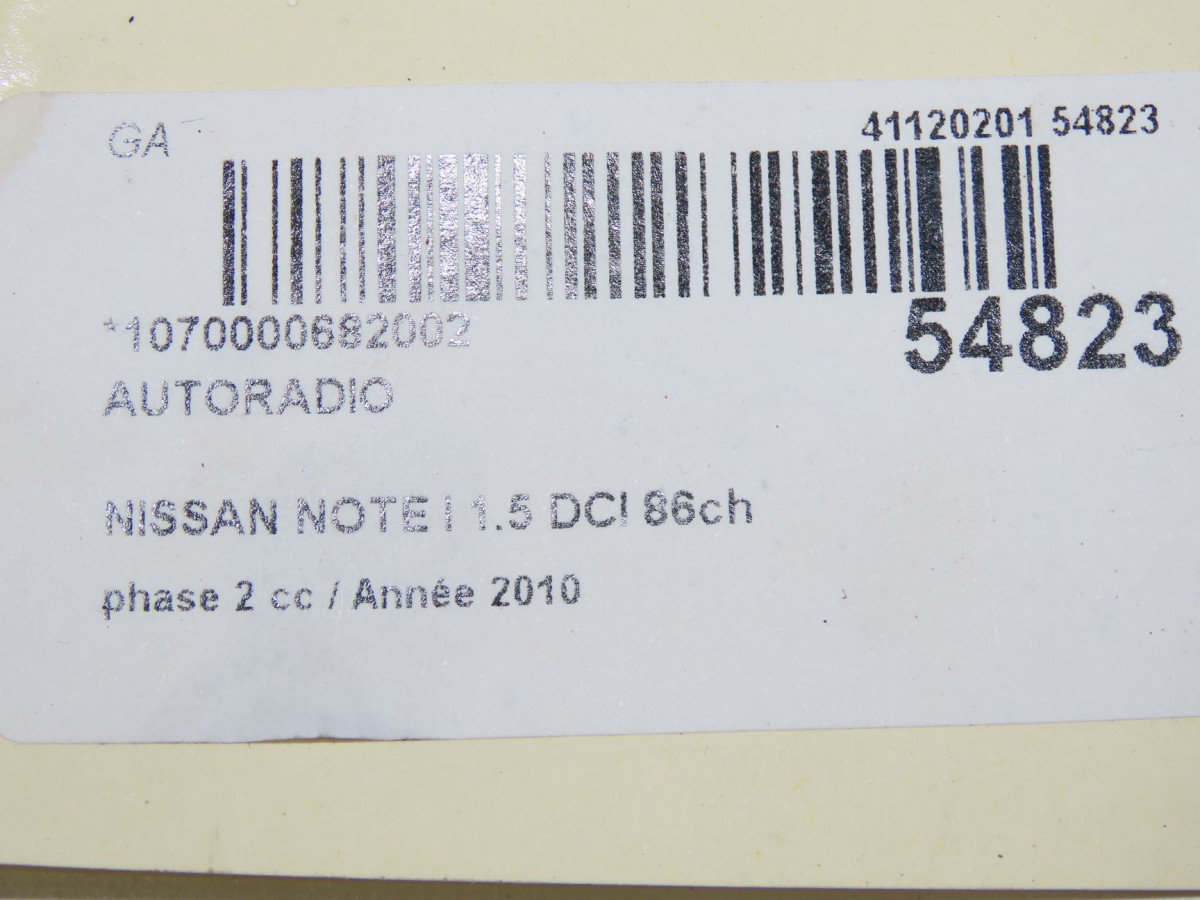 GA
41120201 54823
*1070000682002
54823
AUTORADIO
NISSAN NOTE I 1.5 DCI 86ch
phase 2 cc / Année 2010